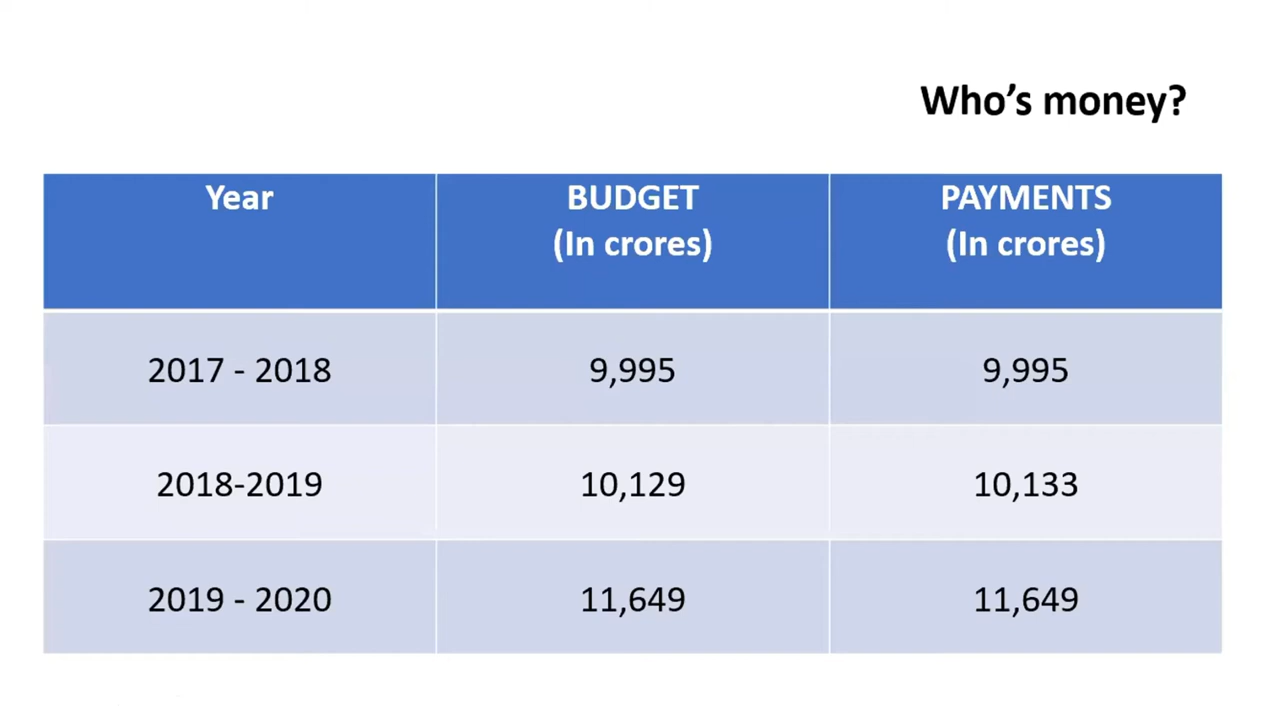 Who’s money?
Year BUDGET PAYMENTS
(In crores) (In crores)
2017 - 2018 9,995 9,995
2018-2019 10,129 10,133
2019 - 2020 11,649 11,649